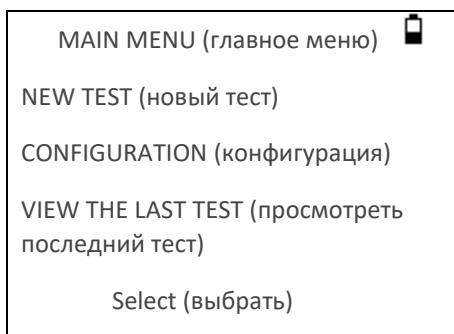 MAIN MENU (главное меню)
NEW TEST (новый тест)
CONFIGURATION (конфигурация)
VIEW THE LAST TEST (просмотреть
последний тест)
Select (выбрать)